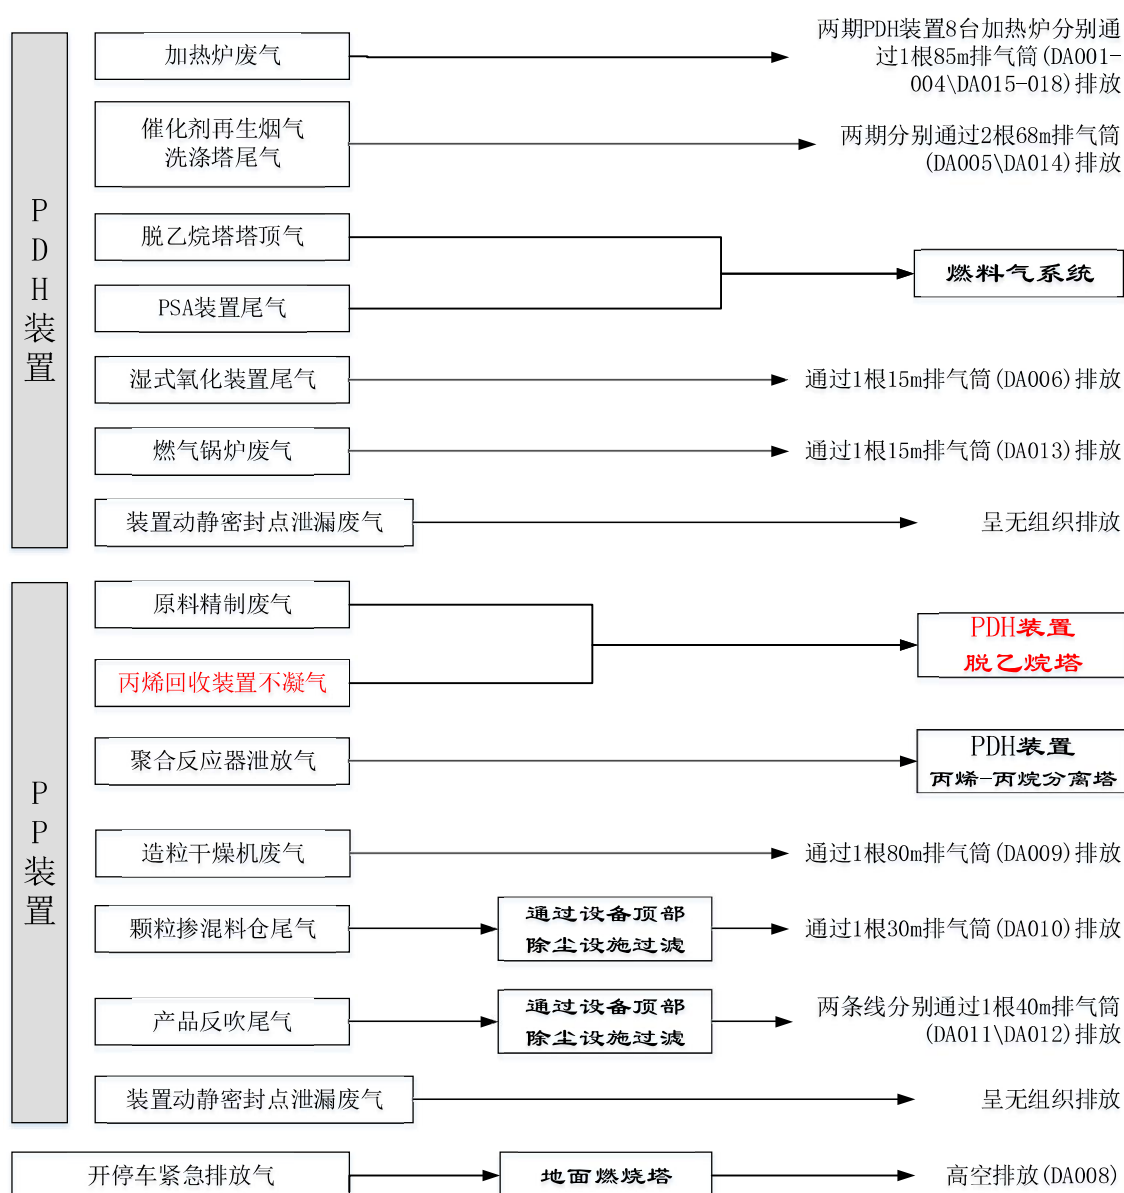 PDH装置
加热炉废气
两期PDH装置8台加热炉分别通
过1根85m排气筒(DA001-
004\DA015-018)排放
催化剂再生烟气
洗涤塔尾气
两期分别通过2根68m排气筒
(DA005\DA014)排放
脱乙烷塔塔顶气
燃料气系统
PSA装置尾气
湿式氧化装置尾气
通过1根15m排气筒(DA006)排放
燃气锅炉废气
通过1根15m排气筒(DA013)排放
装置动静密封点泄漏废气
呈无组织排放
PP装置
原料精制废气
PDH装置
脱乙烷塔
丙烯回收装置不凝气
聚合反应器泄放气
PDH装置
丙烯-丙烷分离塔
造粒干燥机废气
通过1根80m排气筒(DA009)排放
颗粒掺混料仓尾气
通过设备顶部
除尘设施过滤
通过1根30m排气筒(DA010)排放
产品反吹尾气
通过设备顶部
除尘设施过滤
两条线分别通过1根40m排气筒
(DA011\DA012)排放
装置动静密封点泄漏废气
呈无组织排放
开停车紧急排放气
地面燃烧塔
高空排放(DA008)